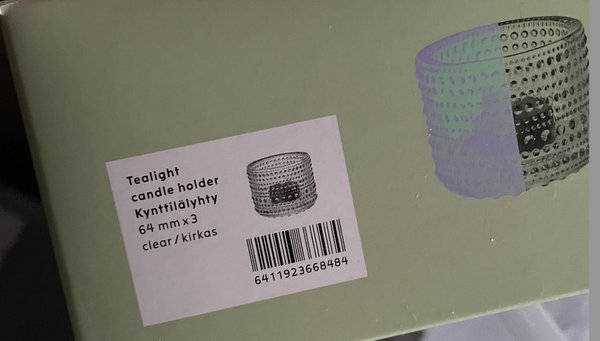 Tealight
candle holder
Kynttilälyhty
64 mm x 3
clear / kirkas
6411923668484